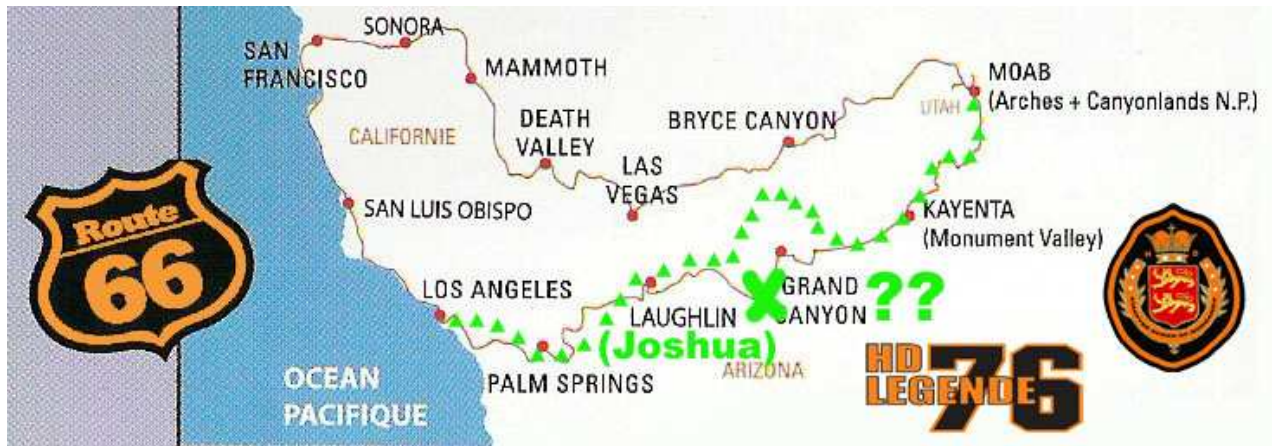 SAN
FRANCISCO
SONORA
MAMMOTH
MOAB
(Arches + Canyonlands N.P.)
UTAH
CALIFORNIE
DEATH
VALLEY
BRYCE CANYON
LAS
VEGAS
SAN LUIS OBISPO
KAYENTA
(Monument Valley)
Route
66
LOS ANGELES
LAUGHLIN
(Joshua)
X
GRAND
CANYON
??
ARIZONA
PALM SPRINGS
OCEAN
PACIFIQUE
HD
LEGENDE
76